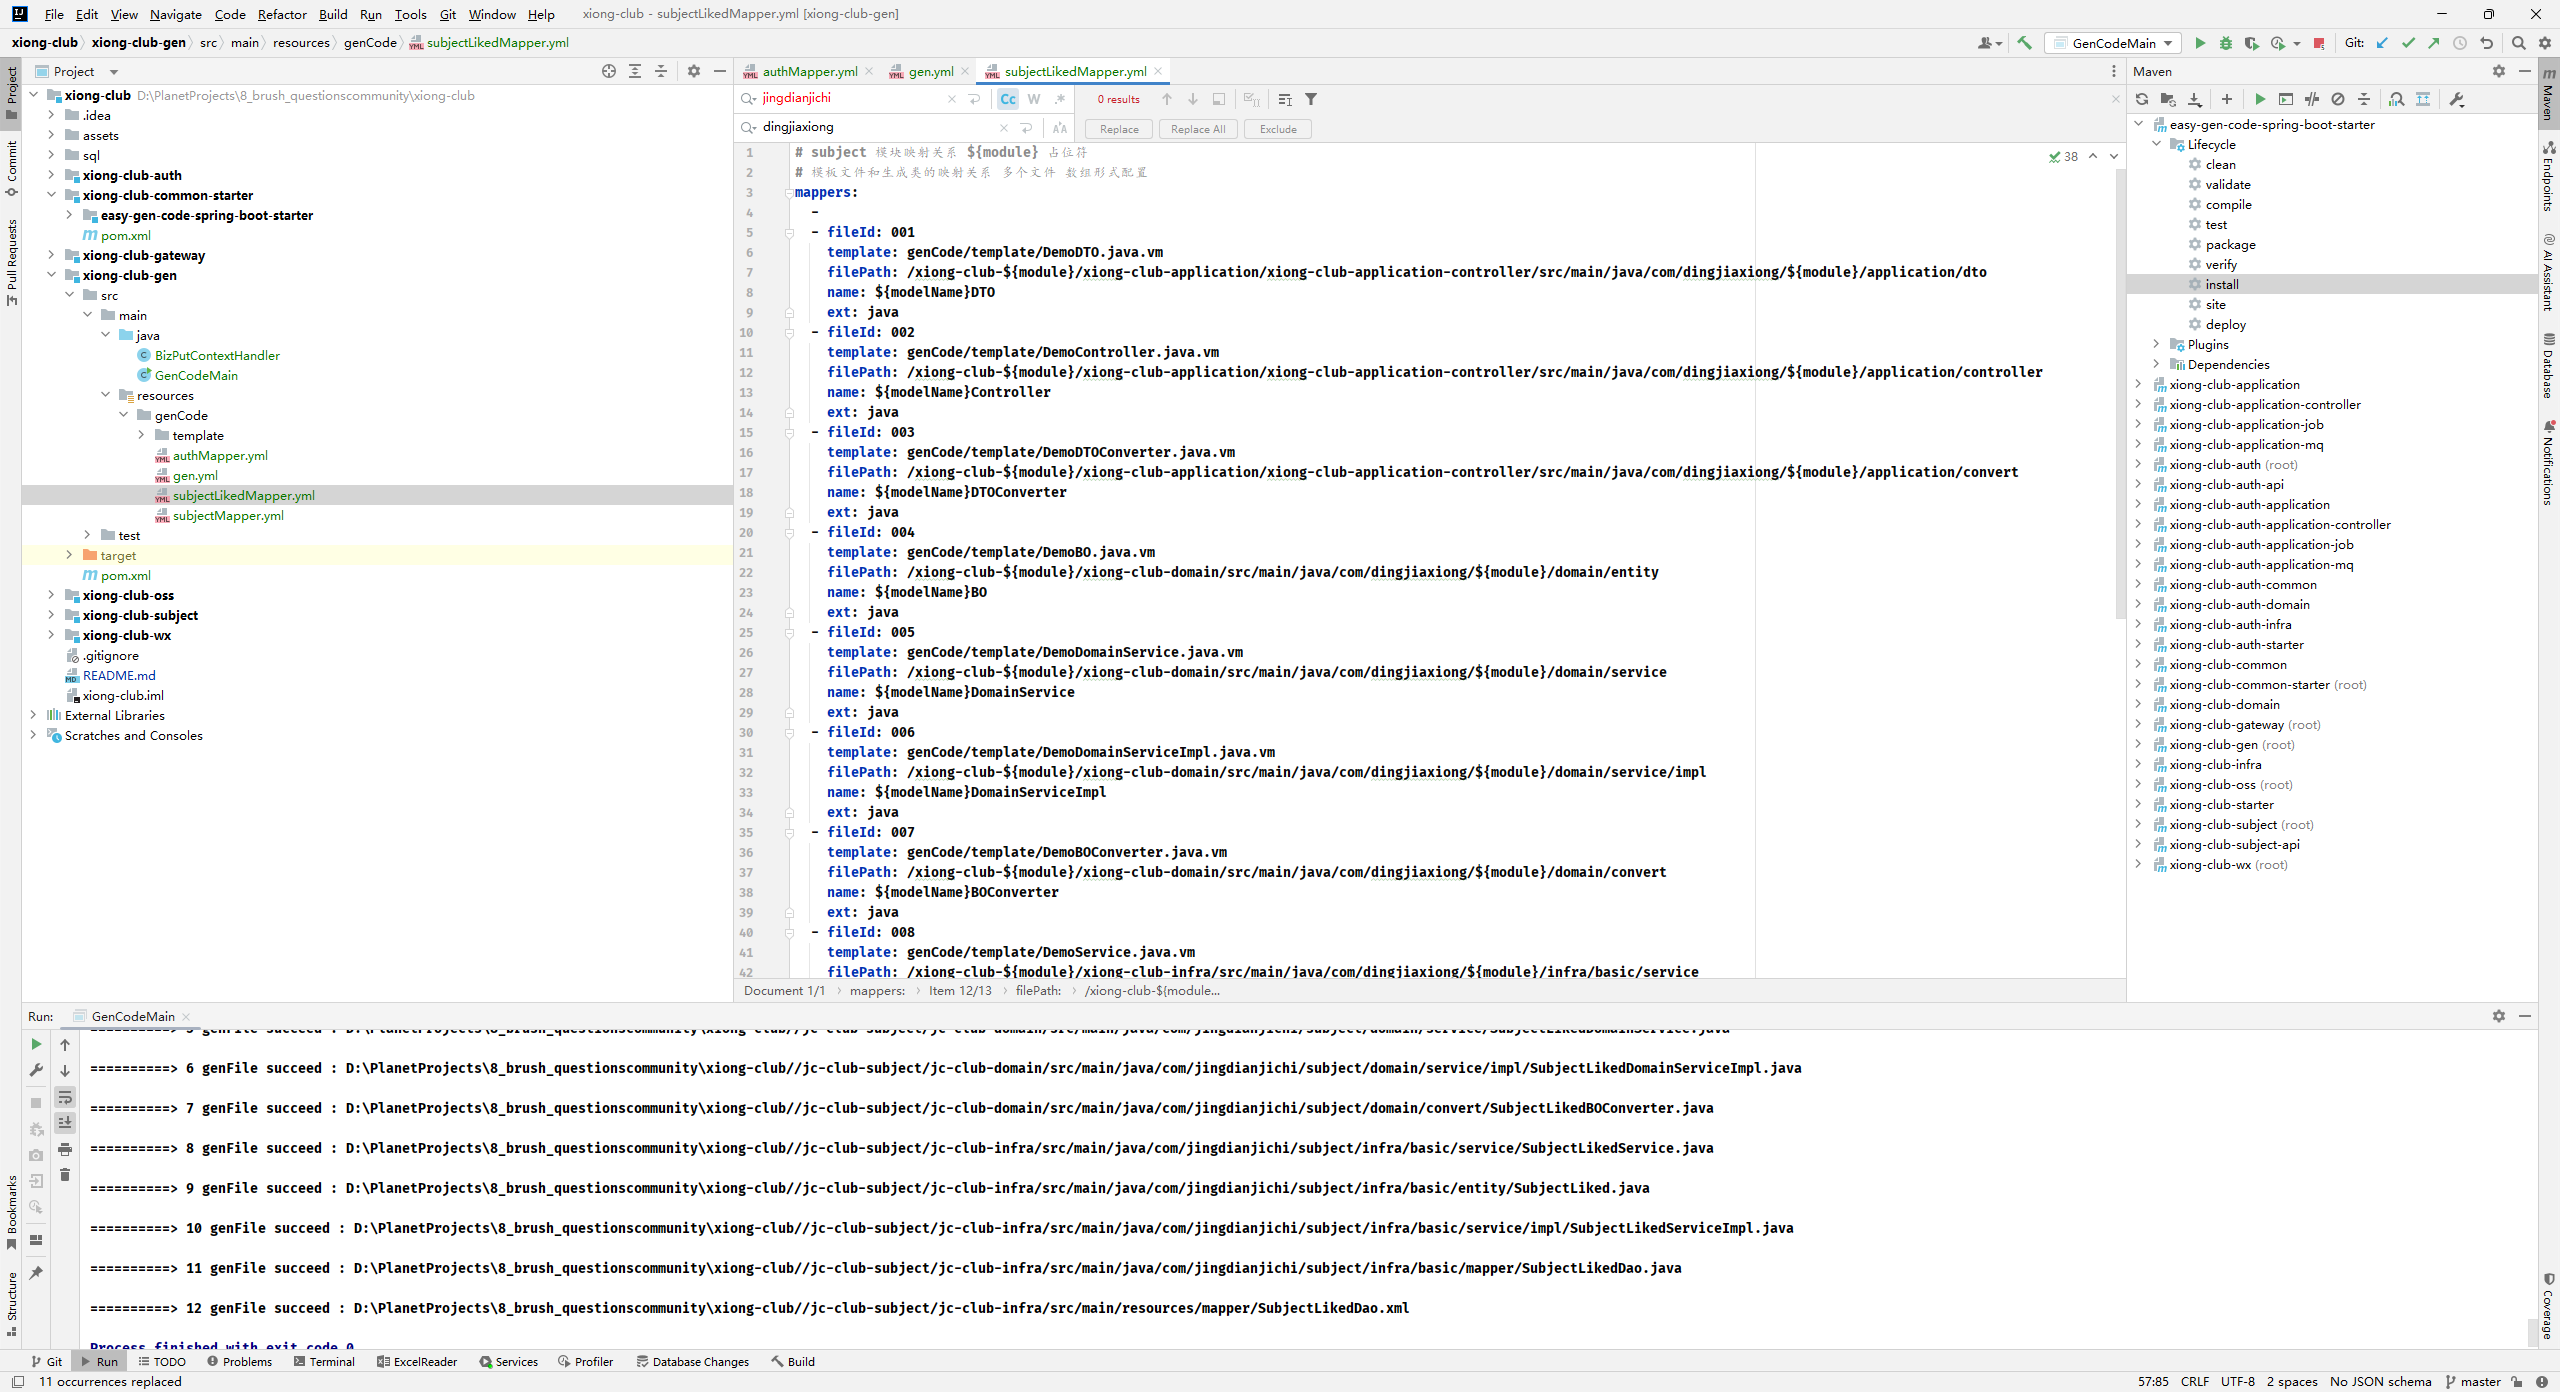 File Edit View Navigate Code Refactor Build Run Tools Git Window Help xiong-club - subjectLikedMapper.yml [xiong-club-gen]
xiong-club xiong-club-gen src main resources genCode subjectLikedMapper.yml
GenCodeMain Git:
Project
authMapper.yml gen.yml subjectLikedMapper.yml
Maven
xiong-club D:\PlanetProjects\8_brush_questionscommunity\xiong-club
.idea
assets
sql
xiong-club-auth
xiong-club-common-starter
easy-gen-code-spring-boot-starter
pom.xml
xiong-club-gateway
xiong-club-gen
src
main
java
BizPutContextHandler
GenCodeMain
resources
genCode
template
authMapper.yml
gen.yml
subjectLikedMapper.yml
subjectMapper.yml
test
target
pom.xml
xiong-club-oss
xiong-club-subject
xiong-club-wx
.gitignore
README.md
xiong-club.iml
External Libraries
Scratches and Consoles
jingdianjichi Cc W .* 0 results
dingjiaxiong Replace Replace All Exclude
38
1 # subject 模块映射关系 ${module} 占位符
2 # 模板文件和生成类的映射关系 多个文件 数组形式配置
3 mappers:
4 -
5 - fileId: 001
6 template: genCode/template/DemoDTO.java.vm
7 filePath: /xiong-club-${module}/xiong-club-application/xiong-club-application-controller/src/main/java/com/dingjiaxiong/${module}/application/dto
8 name: ${modelName}DTO
9 ext: java
10 - fileId: 002
11 template: genCode/template/DemoController.java.vm
12 filePath: /xiong-club-${module}/xiong-club-application/xiong-club-application-controller/src/main/java/com/dingjiaxiong/${module}/application/controller
13 name: ${modelName}Controller
14 ext: java
15 - fileId: 003
16 template: genCode/template/DemoDTOConverter.java.vm
17 filePath: /xiong-club-${module}/xiong-club-application/xiong-club-application-controller/src/main/java/com/dingjiaxiong/${module}/application/convert
18 name: ${modelName}DTOConverter
19 ext: java
20 - fileId: 004
21 template: genCode/template/DemoBO.java.vm
22 filePath: /xiong-club-${module}/xiong-club-domain/src/main/java/com/dingjiaxiong/${module}/domain/entity
23 name: ${modelName}BO
24 ext: java
25 - fileId: 005
26 template: genCode/template/DemoDomainService.java.vm
27 filePath: /xiong-club-${module}/xiong-club-domain/src/main/java/com/dingjiaxiong/${module}/domain/service
28 name: ${modelName}DomainService
29 ext: java
30 - fileId: 006
31 template: genCode/template/DemoDomainServiceImpl.java.vm
32 filePath: /xiong-club-${module}/xiong-club-domain/src/main/java/com/dingjiaxiong/${module}/domain/service/impl
33 name: ${modelName}DomainServiceImpl
34 ext: java
35 - fileId: 007
36 template: genCode/template/DemoBOConverter.java.vm
37 filePath: /xiong-club-${module}/xiong-club-domain/src/main/java/com/dingjiaxiong/${module}/domain/convert
38 name: ${modelName}BOConverter
39 ext: java
40 - fileId: 008
41 template: genCode/template/DemoService.java.vm
42 filePath: /xiong-club-${module}/xiong-club-infra/src/main/java/com/dingjiaxiong/${module}/infra/basic/service
Document 1/1 mappers: Item 12/13 filePath: /xiong-club-${module...
easy-gen-code-spring-boot-starter
Lifecycle
clean
validate
compile
test
package
verify
install
site
deploy
Plugins
Dependencies
xiong-club-application
xiong-club-application-controller
xiong-club-application-job
xiong-club-application-mq
xiong-club-auth (root)
xiong-club-auth-api
xiong-club-auth-application
xiong-club-auth-application-controller
xiong-club-auth-application-job
xiong-club-auth-application-mq
xiong-club-auth-common
xiong-club-auth-domain
xiong-club-auth-infra
xiong-club-auth-starter
xiong-club-common
xiong-club-common-starter (root)
xiong-club-domain
xiong-club-gateway (root)
xiong-club-gen (root)
xiong-club-infra
xiong-club-oss (root)
xiong-club-starter
xiong-club-subject (root)
xiong-club-subject-api
xiong-club-wx (root)
Project
Commit
Pull Requests
Bookmarks
Structure
Maven
Endpoints
AI Assistant
Database
Notifications
Coverage
Run: GenCodeMain
==========> 5 genFile succeed : D:\PlanetProjects\8_brush_questionscommunity\xiong-club//jc-club-subject/jc-club-domain/src/main/java/com/jingdianjichi/subject/domain/service/SubjectLikedDomainService.java
==========> 6 genFile succeed : D:\PlanetProjects\8_brush_questionscommunity\xiong-club//jc-club-subject/jc-club-domain/src/main/java/com/jingdianjichi/subject/domain/service/impl/SubjectLikedDomainServiceImpl.java
==========> 7 genFile succeed : D:\PlanetProjects\8_brush_questionscommunity\xiong-club//jc-club-subject/jc-club-domain/src/main/java/com/jingdianjichi/subject/domain/convert/SubjectLikedBOConverter.java
==========> 8 genFile succeed : D:\PlanetProjects\8_brush_questionscommunity\xiong-club//jc-club-subject/jc-club-infra/src/main/java/com/jingdianjichi/subject/infra/basic/service/SubjectLikedService.java
==========> 9 genFile succeed : D:\PlanetProjects\8_brush_questionscommunity\xiong-club//jc-club-subject/jc-club-infra/src/main/java/com/jingdianjichi/subject/infra/basic/entity/SubjectLiked.java
==========> 10 genFile succeed : D:\PlanetProjects\8_brush_questionscommunity\xiong-club//jc-club-subject/jc-club-infra/src/main/java/com/jingdianjichi/subject/infra/basic/service/impl/SubjectLikedServiceImpl.java
==========> 11 genFile succeed : D:\PlanetProjects\8_brush_questionscommunity\xiong-club//jc-club-subject/jc-club-infra/src/main/java/com/jingdianjichi/subject/infra/basic/mapper/SubjectLikedDao.java
==========> 12 genFile succeed : D:\PlanetProjects\8_brush_questionscommunity\xiong-club//jc-club-subject/jc-club-infra/src/main/resources/mapper/SubjectLikedDao.xml
Process finished with exit code 0
Git Run TODO Problems Terminal ExcelReader Services Profiler Database Changes Build
11 occurrences replaced 57:85 CRLF UTF-8 2 spaces No JSON schema master